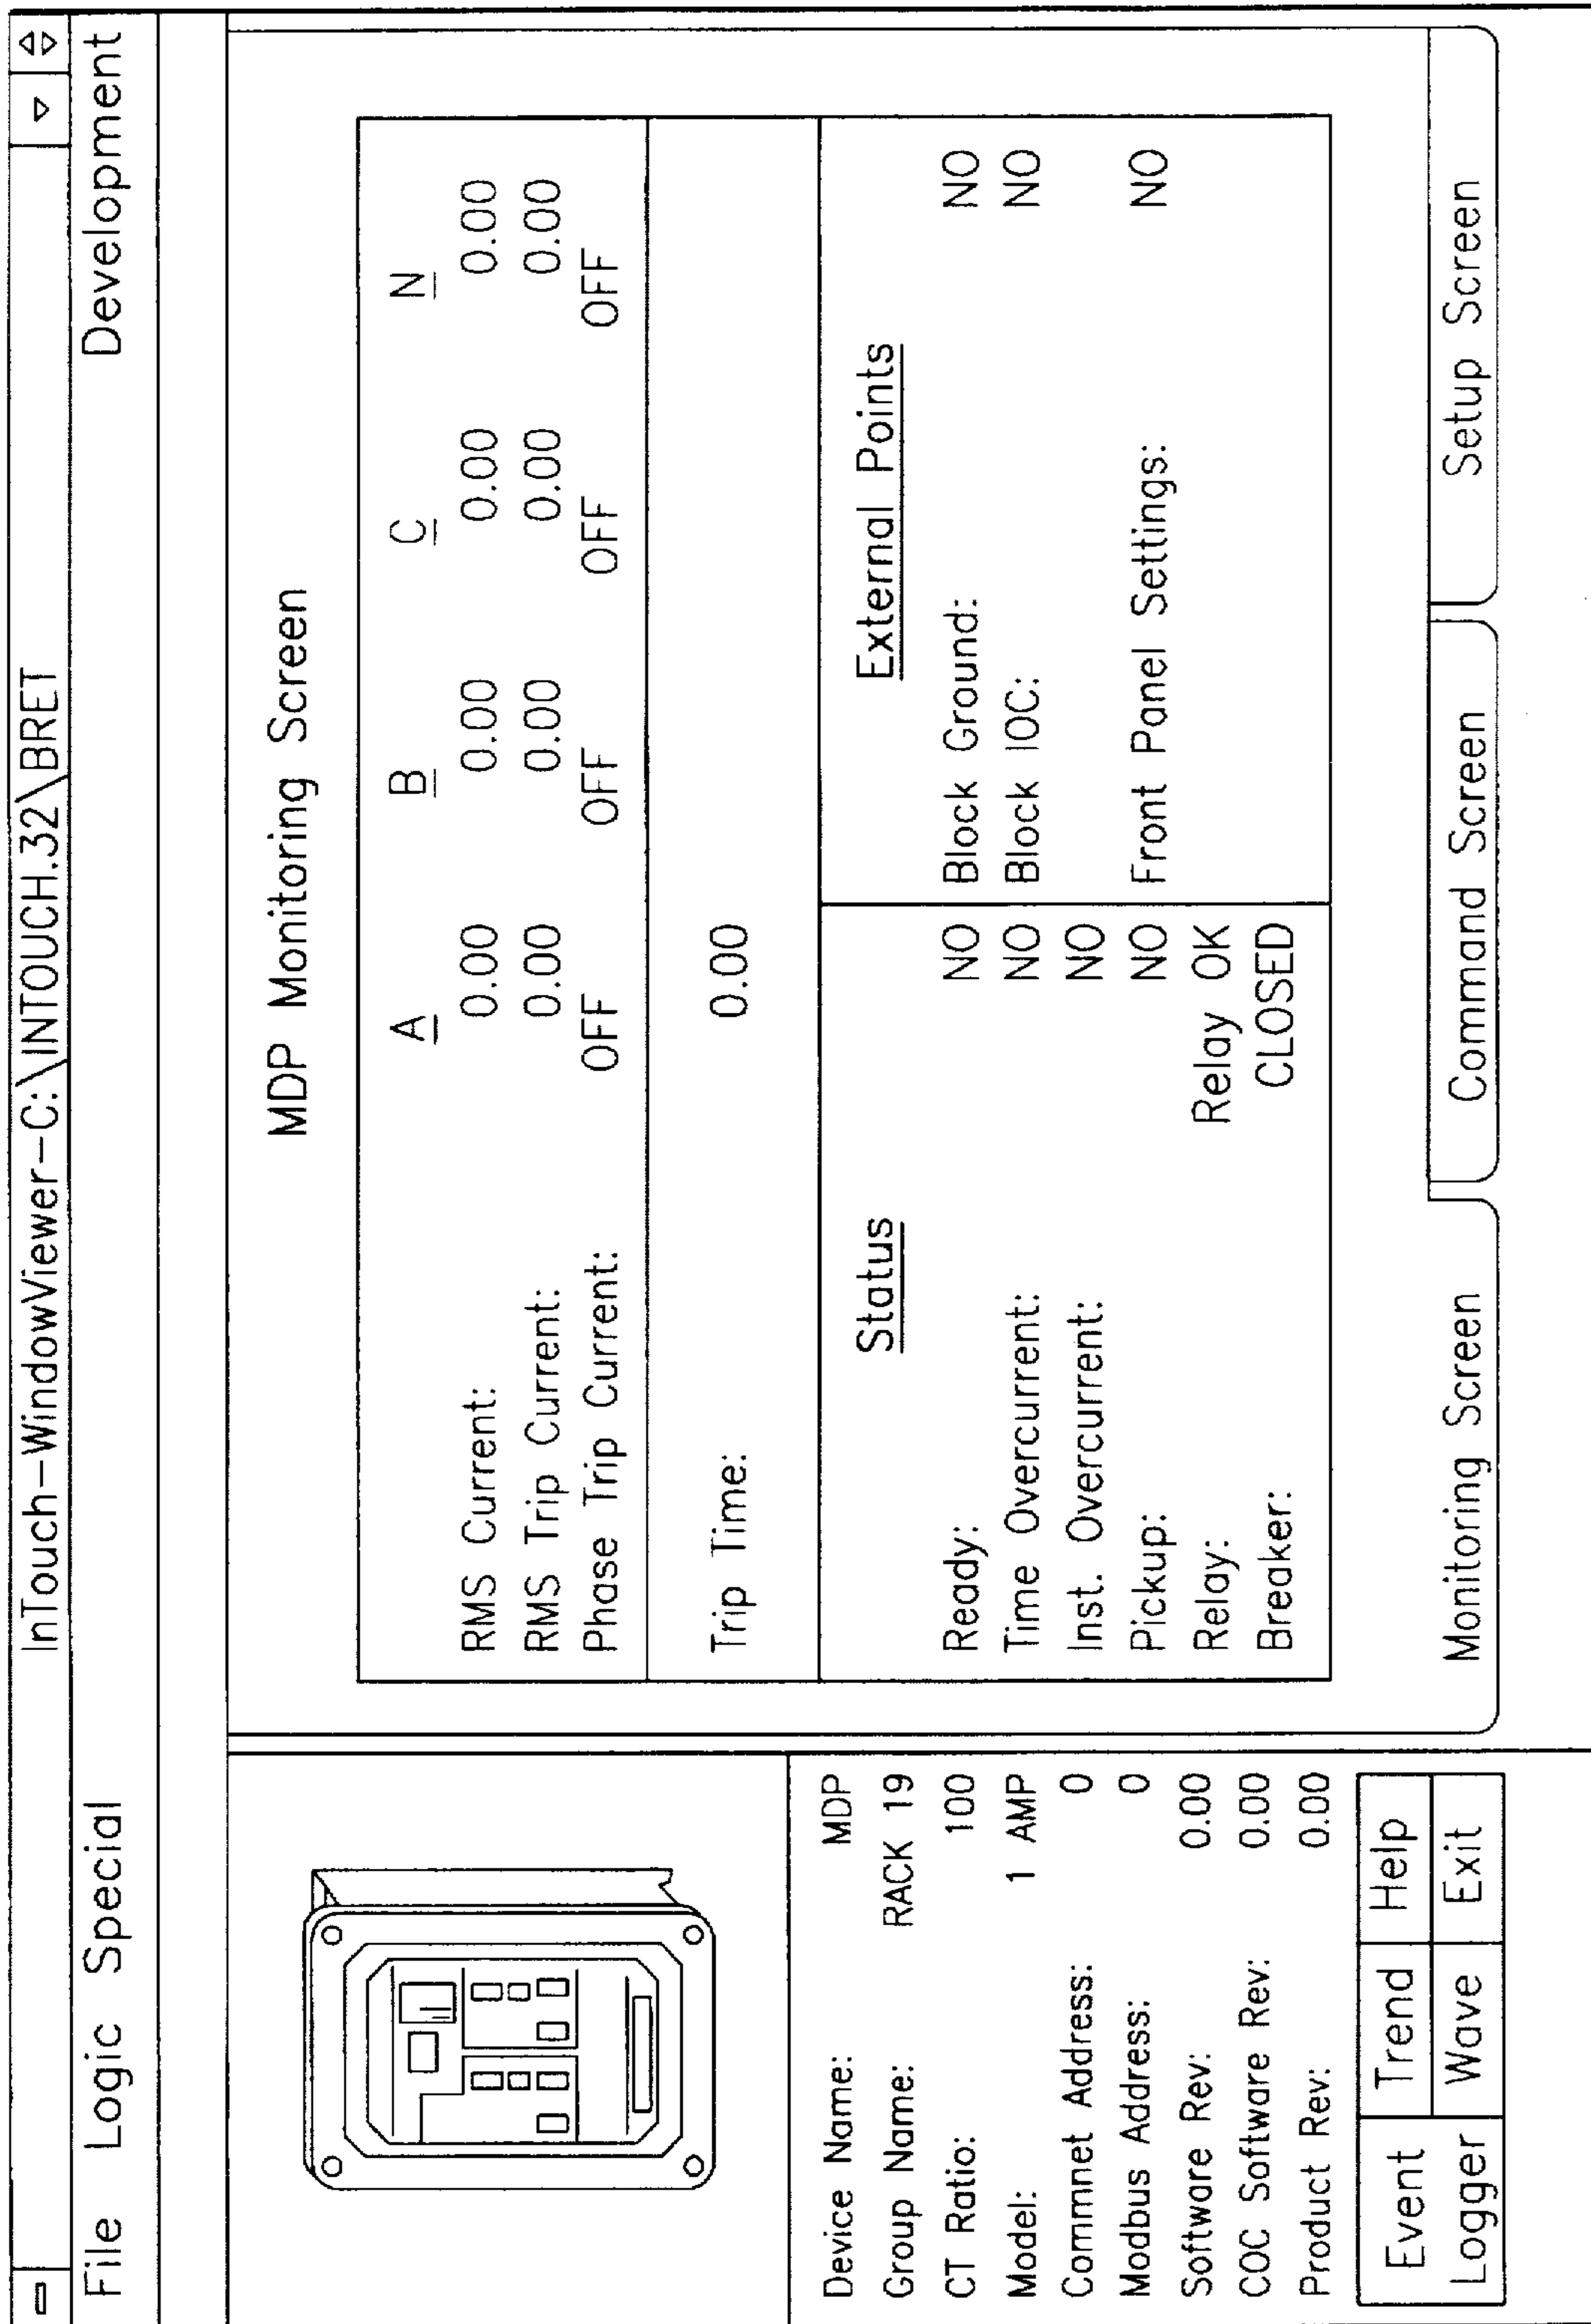 InTouch-WindowViewer-C:\INTOUCH.32\BRET
File Logic Special Development
MDP Monitoring Screen
A B C N
RMS Current: 0.00 0.00 0.00 0.00
RMS Trip Current: 0.00 0.00 0.00 0.00
Phase Trip Current: OFF OFF OFF OFF
Trip Time: 0.00
Status
Ready: NO
Time Overcurrent: NO
Inst. Overcurrent: NO
Pickup: NO
Relay: Relay OK
Breaker: CLOSED
External Points
Block Ground: NO
Block IOC: NO
Front Panel Settings: NO
Monitoring Screen Command Screen Setup Screen
Device Name: MDP
Group Name: RACK 19
CT Ratio: 100
Model: 1 AMP
Commnet Address: 0
Modbus Address: 0
Software Rev: 0.00
COC Software Rev: 0.00
Product Rev: 0.00
Event Logger
Trend
Help
Wave
Exit